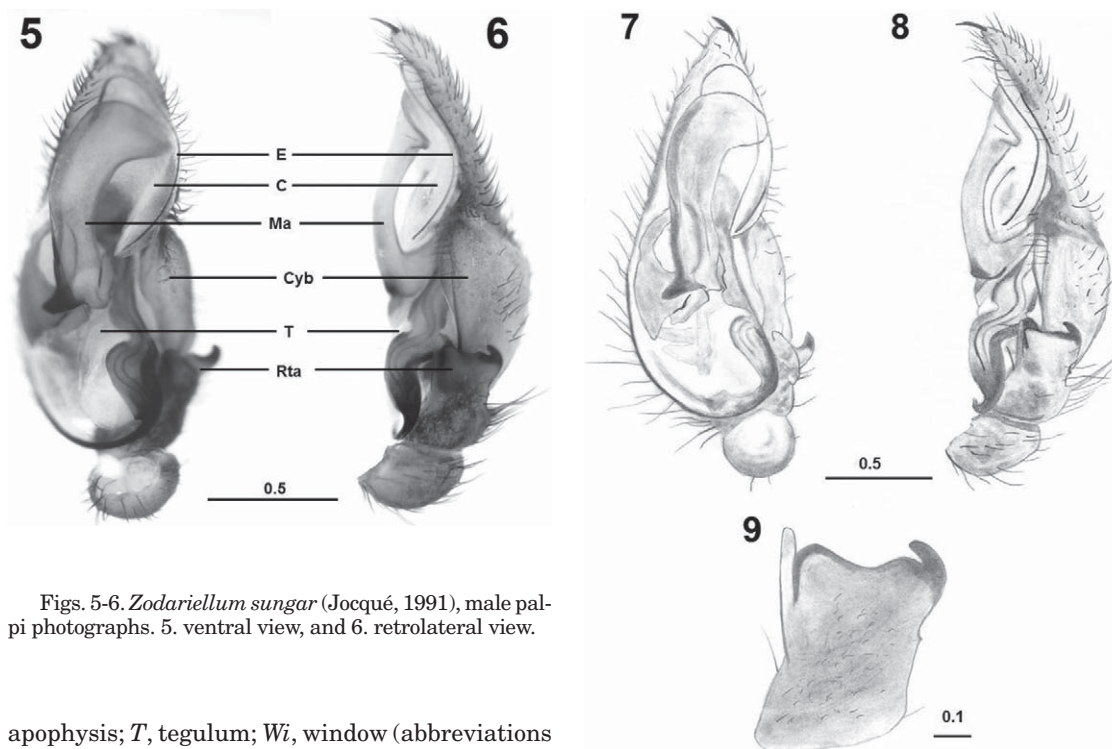 5
6
E
C
Ma
Cyb
T
Rta
0.5
Figs. 5-6. Zodariellum sungar (Jocqué, 1991), male pal-
pi photographs. 5. ventral view, and 6. retrolateral view.
apophysis; T, tegulum; Wi, window (abbreviations
7
8
0.5
9
0.1